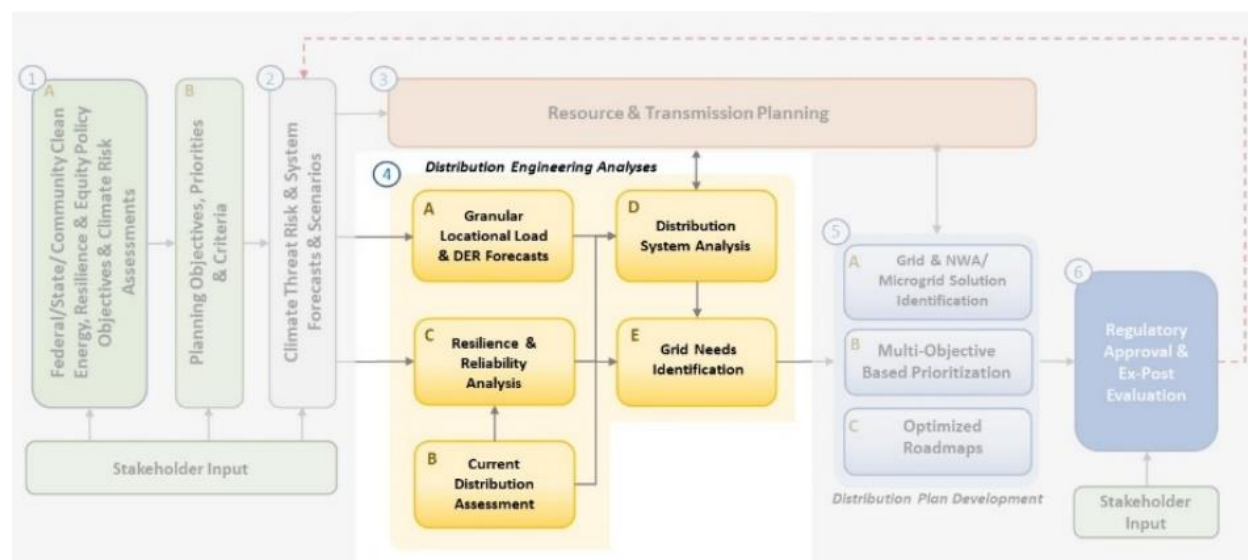 1
A
Federal/State/Community Clean
Energy, Resilience & Equity Policy
Objectives & Climate Risk
Assessments
B
Planning Objectives, Priorities
& Criteria
2
Climate Threat Risk & System
Forecasts & Scenarios
Stakeholder Input
3
Resource & Transmission Planning
Distribution Engineering Analyses
4
A
Granular
Locational Load
& DER Forecasts
D
Distribution
System Analysis
C
Resilience &
Reliability
Analysis
E
Grid Needs
Identification
B
Current
Distribution
Assessment
5
A
Grid & NWA/
Microgrid Solution
Identification
B
Multi-Objective
Based Prioritization
C
Optimized
Roadmaps
Distribution Plan Development
6
Regulatory
Approval &
Ex-Post
Evaluation
Stakeholder
Input